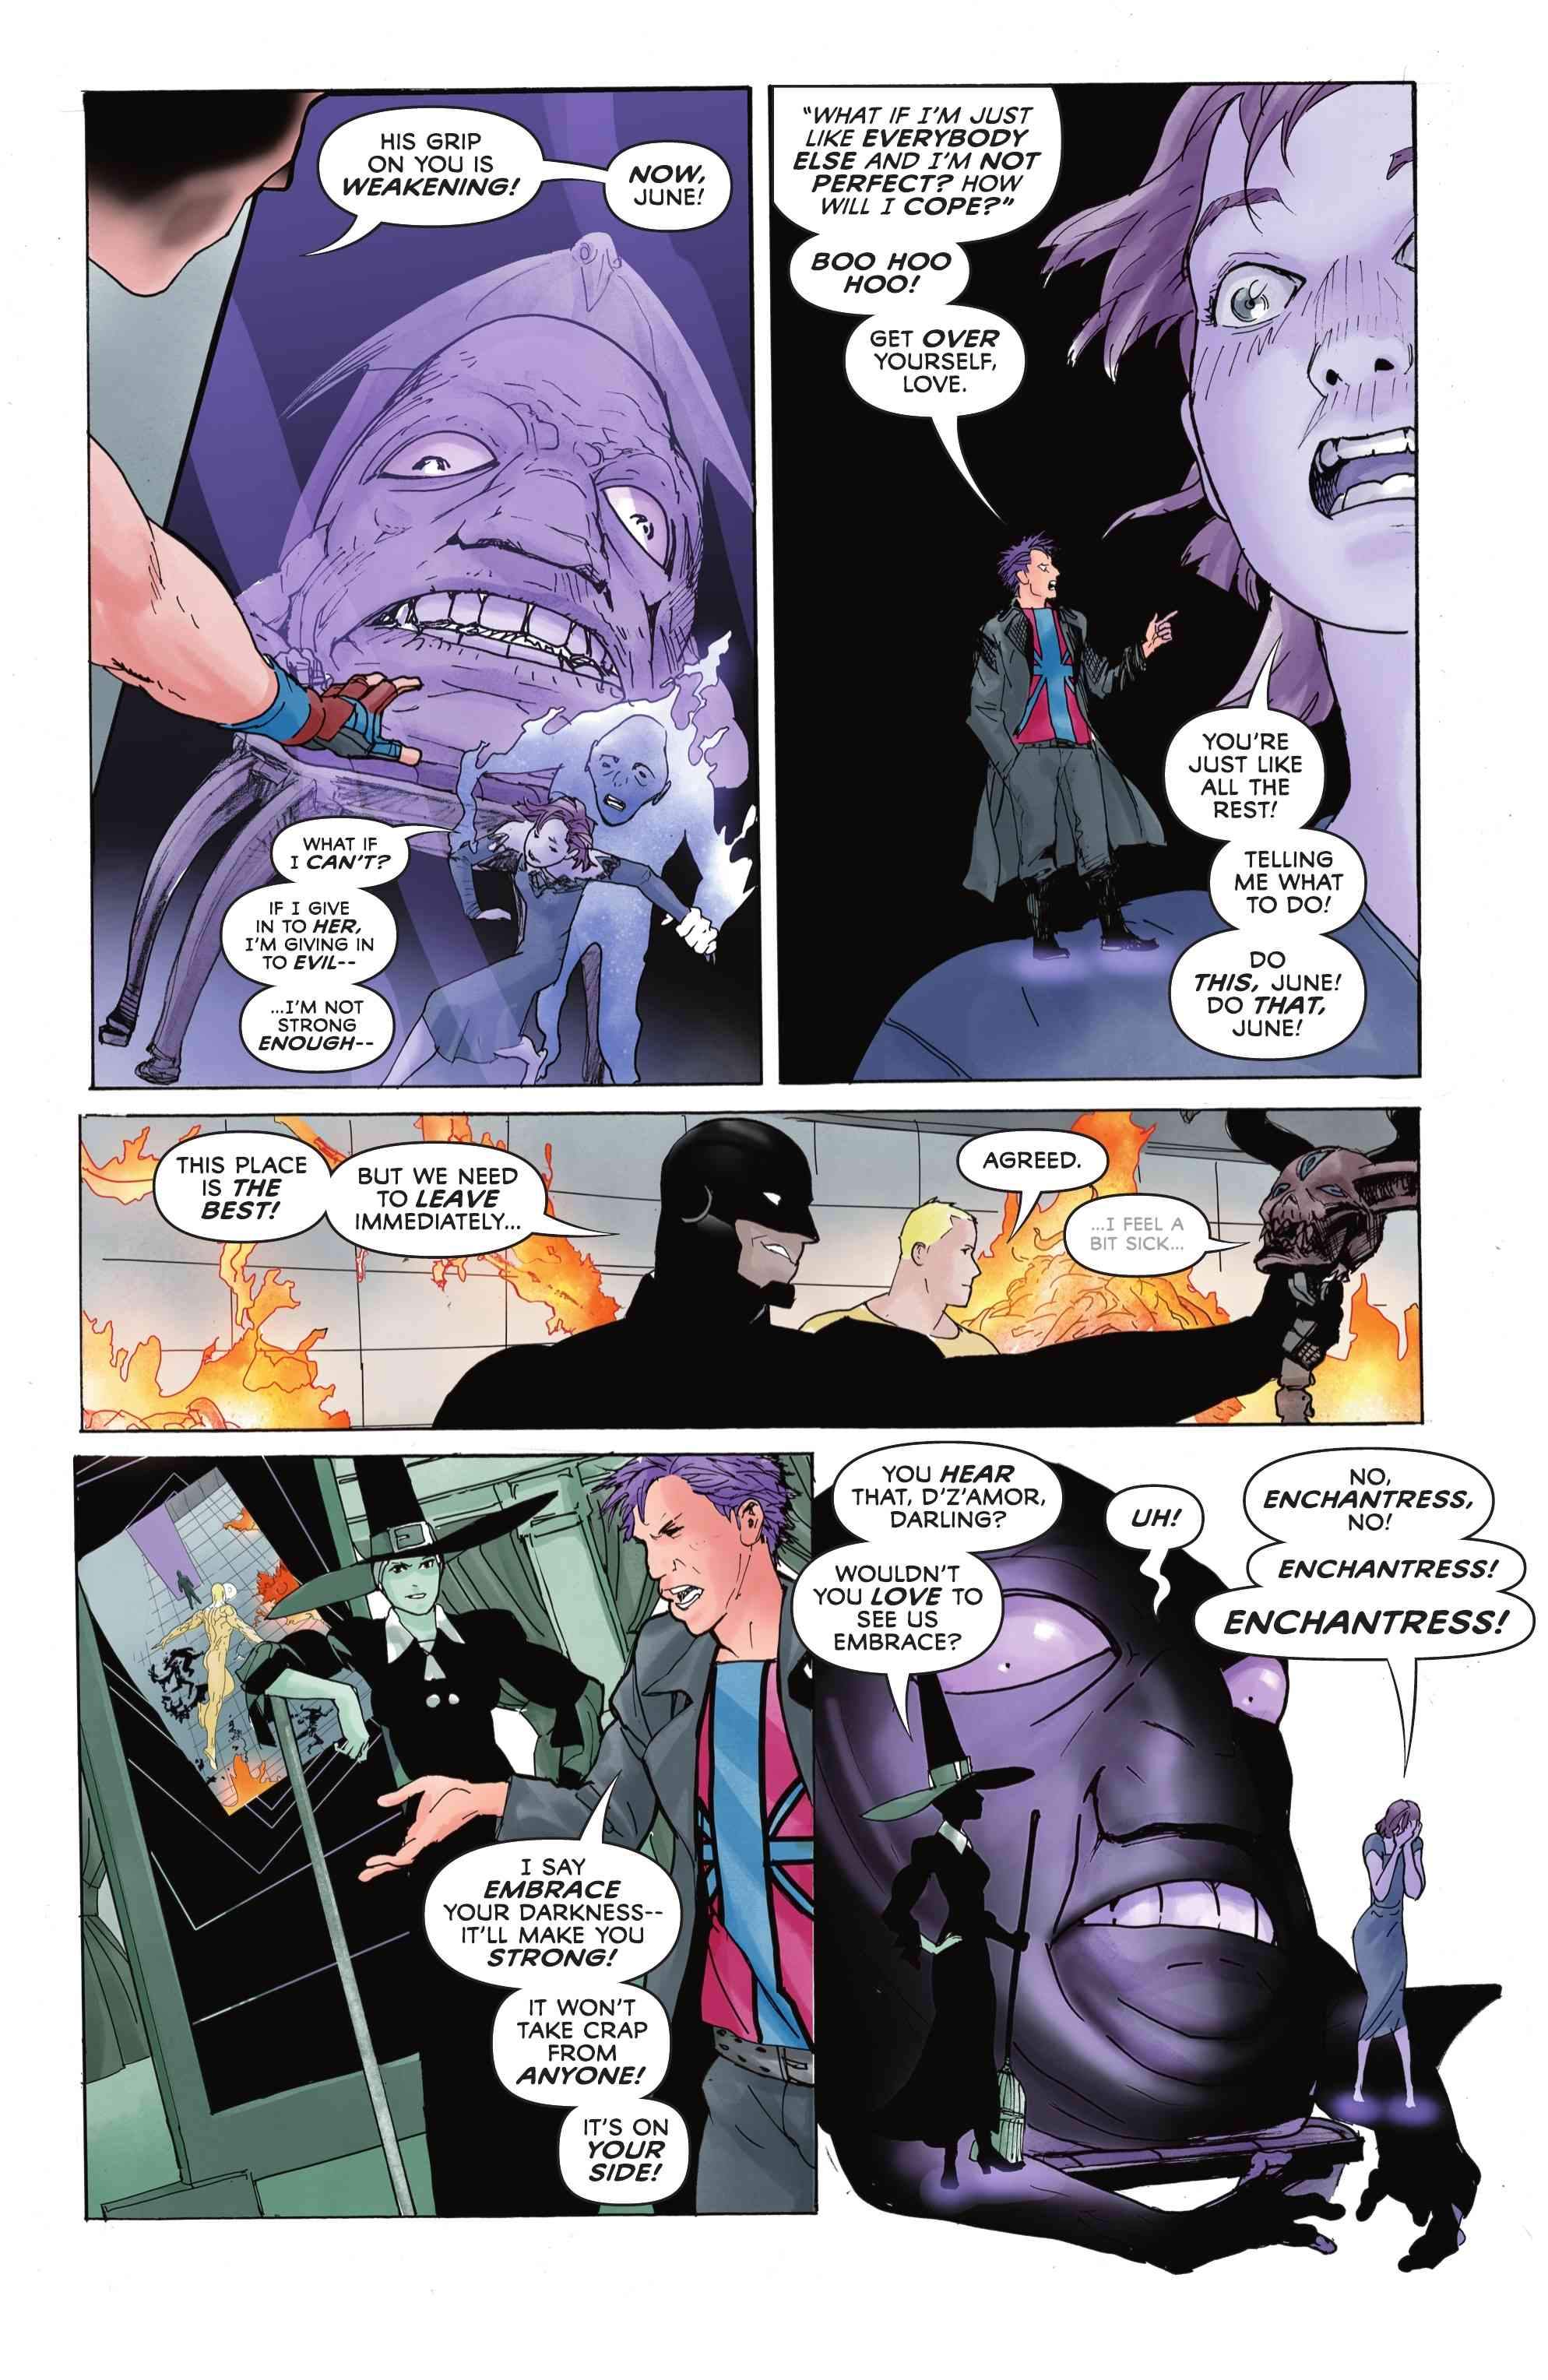 HIS GRIP
ON YOU IS
WEAKENING!
NOW,
JUNE!
WHAT IF
I CAN'T?
IF I GIVE
IN TO HER,
I'M GIVING IN
TO EVIL--
...I'M NOT
STRONG
ENOUGH--
"WHAT IF I'M JUST
LIKE EVERYBODY
ELSE AND I'M NOT
PERFECT? HOW
WILL I COPE?"
BOO HOO
HOO!
GET OVER
YOURSELF,
LOVE.
YOU'RE
JUST LIKE
ALL THE
REST!
TELLING
ME WHAT
TO DO!
DO
THIS, JUNE!
DO THAT,
JUNE!
THIS PLACE
IS THE
BEST!
BUT WE NEED
TO LEAVE
IMMEDIATELY...
AGREED.
...I FEEL A
BIT SICK...
I SAY
EMBRACE
YOUR DARKNESS--
IT'LL MAKE YOU
STRONG!
IT WON'T
TAKE CRAP
FROM
ANYONE!
IT'S ON
YOUR
SIDE!
YOU HEAR
THAT, D'Z'AMOR,
DARLING?
WOULDN'T
YOU LOVE TO
SEE US
EMBRACE?
UH!
NO,
ENCHANTRESS,
NO!
ENCHANTRESS!
ENCHANTRESS!